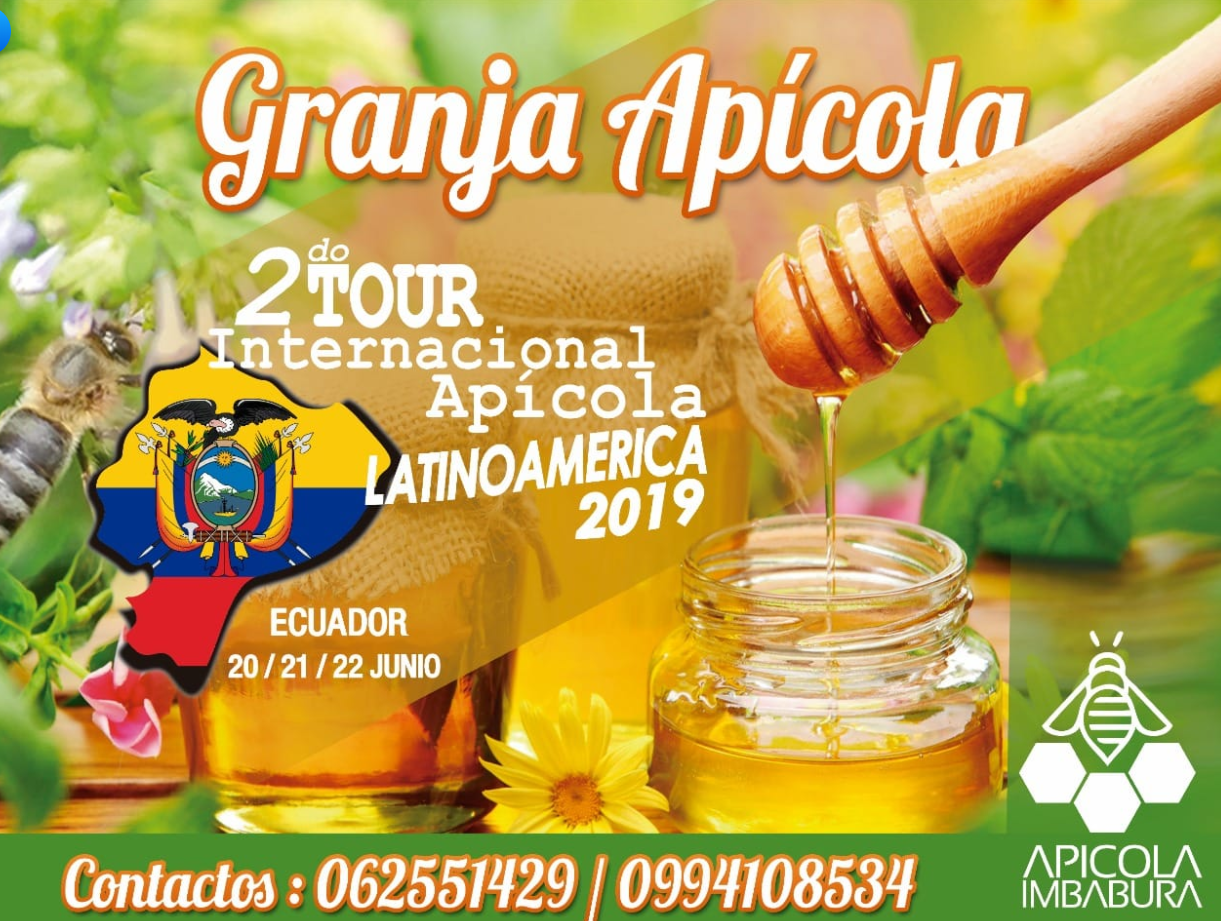 Granja Apícola
2do TOUR
Internacional
Apícola
LATINOAMERICA
2019
ECUADOR
20 / 21 / 22 JUNIO
Contactos : 062551429 / 0994108534
APICOLA
IMBABURA